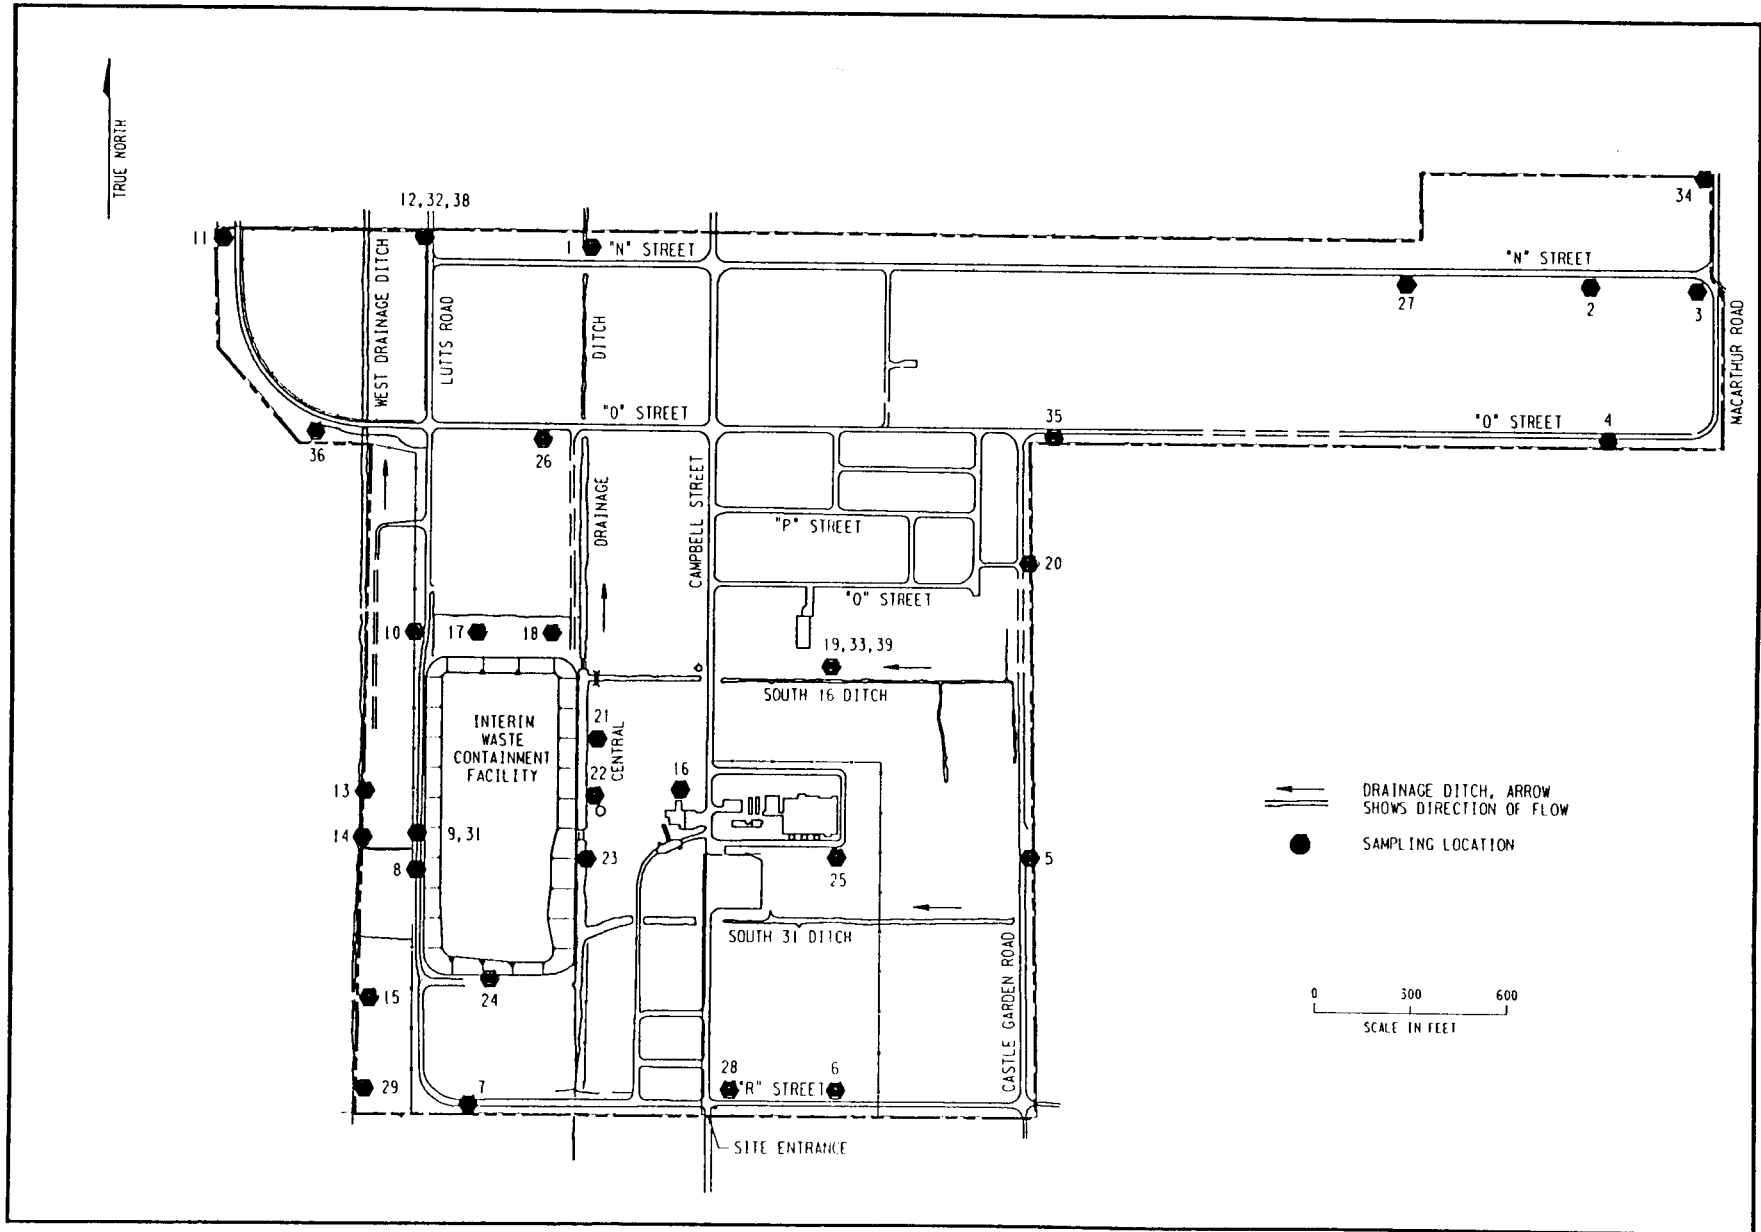 TRUE NORTH
12,32,38
34
11
1
"N" STREET
"N" STREET
27
2
3
WEST DRAINAGE DITCH
LUTTS ROAD
DITCH
MACARTHUR ROAD
"O" STREET
35
"O" STREET
4
36
26
DRAINAGE
CAMPBELL STREET
"P" STREET
20
"O" STREET
10
17
18
19,33,39
SOUTH 16 DITCH
INTERIM
WASTE
CONTAINMENT
FACILITY
21
CENTRAL
22
16
13
14
9,31
8
23
25
5
DRAINAGE DITCH, ARROW
SHOWS DIRECTION OF FLOW
SAMPLING LOCATION
SOUTH 31 DITCH
CASTLE GARDEN ROAD
15
24
0 300 600
SCALE IN FEET
29
7
28
"R" STREET
6
SITE ENTRANCE